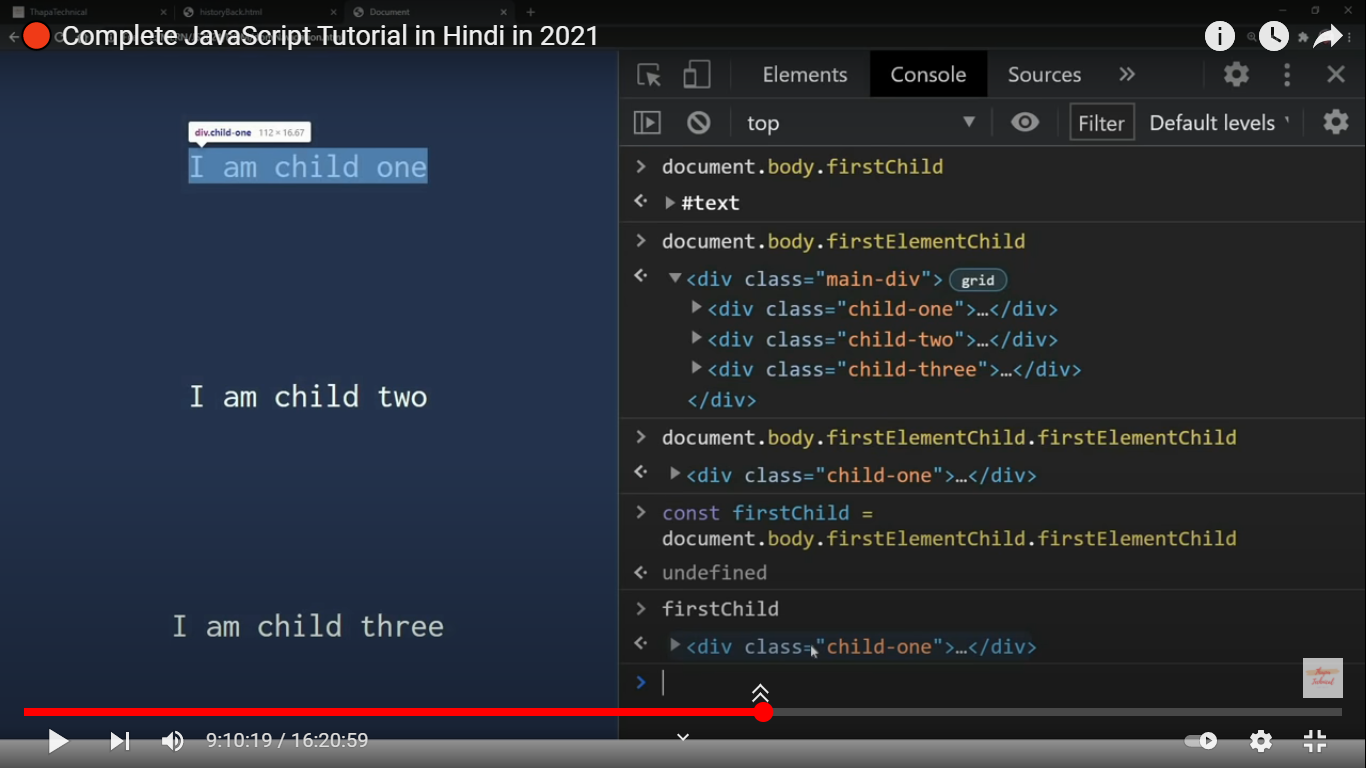 ThapaTechnical
historyBack.html
Document
Complete JavaScript Tutorial in Hindi in 2021
div.child-one 112 × 16.67
I am child one
I am child two
I am child three
Elements Console Sources »
top Filter Default levels
> document.body.firstChild
#text
> document.body.firstElementChild
<div class="main-div"> grid
<div class="child-one">…</div>
<div class="child-two">…</div>
<div class="child-three">…</div>
</div>
> document.body.firstElementChild.firstElementChild
<div class="child-one">…</div>
> const firstChild =
document.body.firstElementChild.firstElementChild
undefined
> firstChild
<div class="child-one">…</div>
>
Thapa
Technical
9:10:19 / 16:20:59